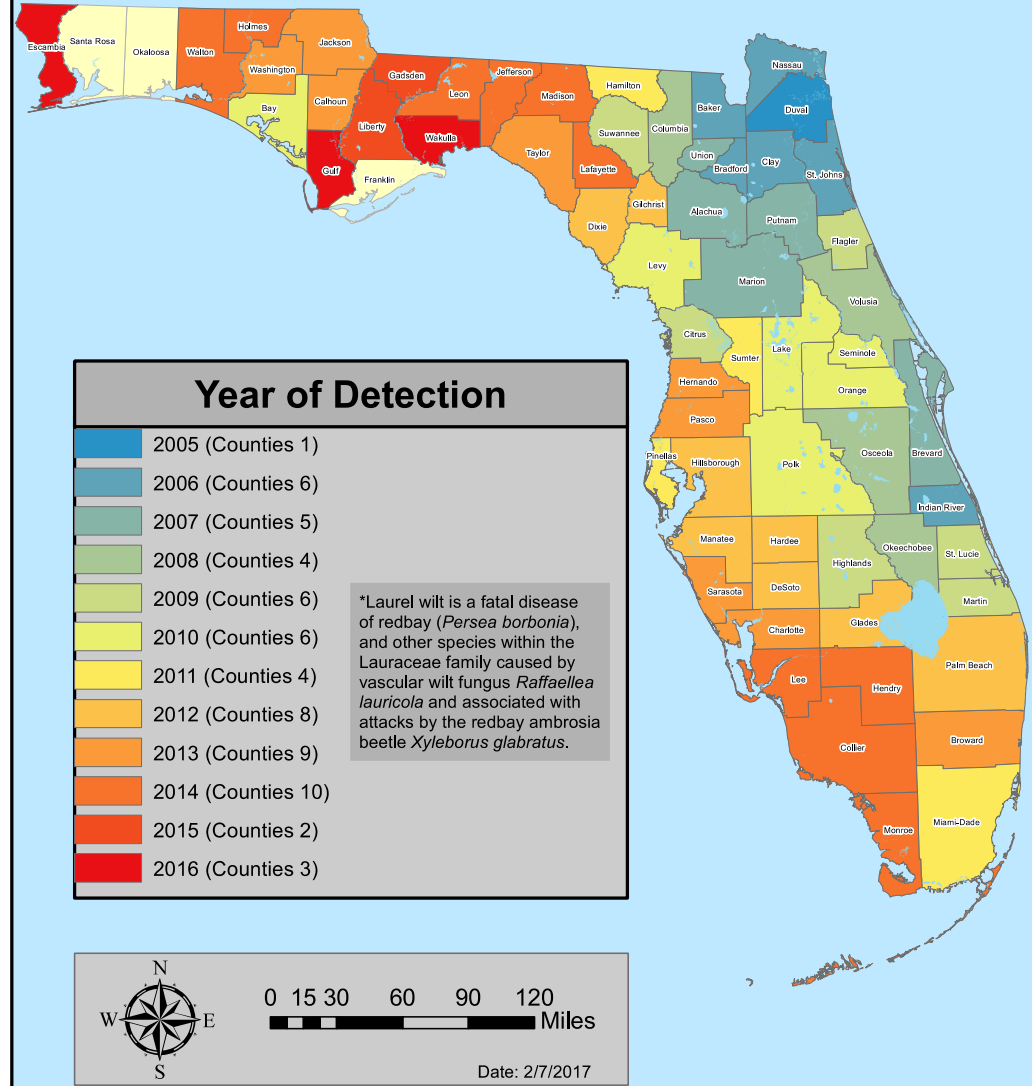 Escambia
Santa Rosa
Okaloosa
Walton
Holmes
Washington
Jackson
Bay
Calhoun
Gulf
Liberty
Gadsden
Franklin
Wakulla
Leon
Jefferson
Madison
Taylor
Hamilton
Suwannee
Lafayette
Dixie
Gilchrist
Columbia
Baker
Nassau
Duval
Union
Bradford
Clay
St. Johns
Alachua
Putnam
Flagler
Levy
Marion
Volusia
Citrus
Sumter
Lake
Seminole
Orange
Hernando
Pasco
Pinellas
Hillsborough
Polk
Osceola
Brevard
Indian River
Manatee
Hardee
Highlands
Okeechobee
St. Lucie
Sarasota
DeSoto
Martin
Charlotte
Glades
Palm Beach
Lee
Hendry
Collier
Broward
Monroe
Miami-Dade
Year of Detection
2005 (Counties 1)
2006 (Counties 6)
2007 (Counties 5)
2008 (Counties 4)
2009 (Counties 6)
2010 (Counties 6)
2011 (Counties 4)
2012 (Counties 8)
2013 (Counties 9)
2014 (Counties 10)
2015 (Counties 2)
2016 (Counties 3)
*Laurel wilt is a fatal disease
of redbay (Persea borbonia),
and other species within the
Lauraceae family caused by
vascular wilt fungus Raffaellea
lauricola and associated with
attacks by the redbay ambrosia
beetle Xyleborus glabratus.
N
W E
S
0 15 30 60 90 120
Miles
Date: 2/7/2017